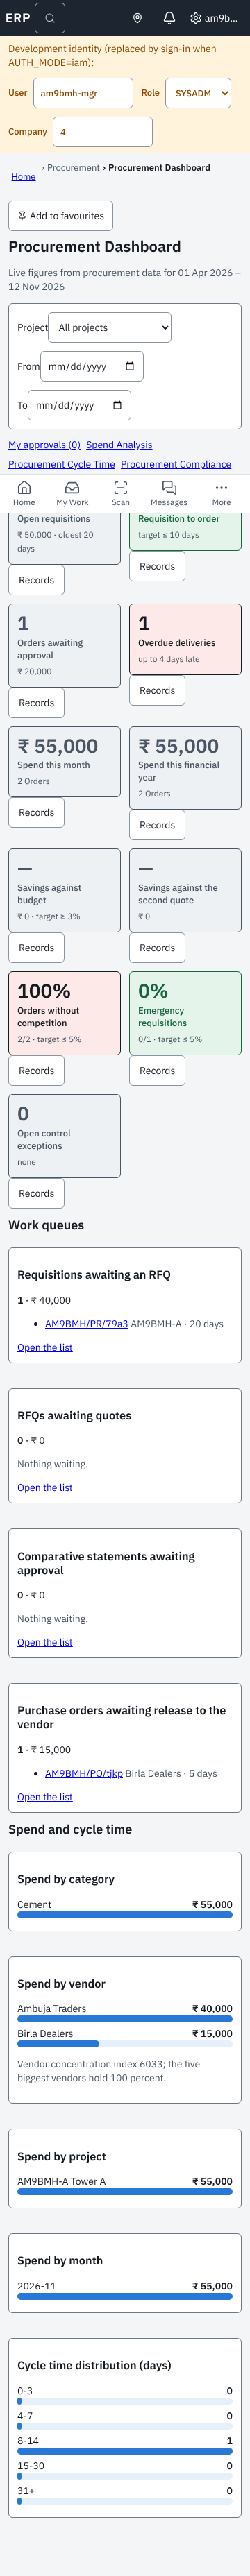 ERP
am9b...
Development identity (replaced by sign-in when
AUTH_MODE=iam):
User am9bmh-mgr Role SYSADM
Company 4
Home › Procurement › Procurement Dashboard
Add to favourites
Procurement Dashboard
Live figures from procurement data for 01 Apr 2026 –
12 Nov 2026
Project All projects
From mm/dd/yyyy
To mm/dd/yyyy
My approvals (0) Spend Analysis
Procurement Cycle Time Procurement Compliance
Home My Work Scan Messages More
Open requisitions
₹ 50,000 · oldest 20
days
Records
Requisition to order
target ≤ 10 days
Records
1
Orders awaiting
approval
₹ 20,000
Records
1
Overdue deliveries
up to 4 days late
Records
₹ 55,000
Spend this month
2 Orders
Records
₹ 55,000
Spend this financial
year
2 Orders
Records
—
Savings against
budget
₹ 0 · target ≥ 3%
Records
—
Savings against the
second quote
₹ 0
Records
100%
Orders without
competition
2/2 · target ≤ 5%
Records
0%
Emergency
requisitions
0/1 · target ≤ 5%
Records
0
Open control
exceptions
none
Records
Work queues
Requisitions awaiting an RFQ
1 · ₹ 40,000
• AM9BMH/PR/79a3 AM9BMH-A · 20 days
Open the list
RFQs awaiting quotes
0 · ₹ 0
Nothing waiting.
Open the list
Comparative statements awaiting
approval
0 · ₹ 0
Nothing waiting.
Open the list
Purchase orders awaiting release to the
vendor
1 · ₹ 15,000
• AM9BMH/PO/tjkp Birla Dealers · 5 days
Open the list
Spend and cycle time
Spend by category
Cement ₹ 55,000
Spend by vendor
Ambuja Traders ₹ 40,000
Birla Dealers ₹ 15,000
Vendor concentration index 6033; the five
biggest vendors hold 100 percent.
Spend by project
AM9BMH-A Tower A ₹ 55,000
Spend by month
2026-11 ₹ 55,000
Cycle time distribution (days)
0-3 0
4-7 0
8-14 1
15-30 0
31+ 0